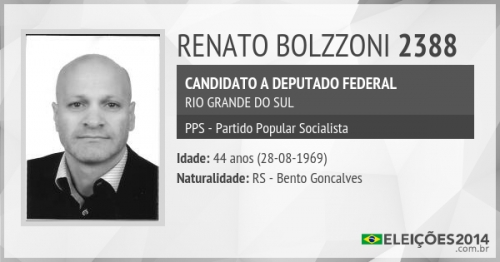 RENATO BOLZZONI 2388
CANDIDATO A DEPUTADO FEDERAL
RIO GRANDE DO SUL
PPS - Partido Popular Socialista
Idade: 44 anos (28-08-1969)
Naturalidade: RS - Bento Goncalves
ELEIÇÕES2014
.com.br